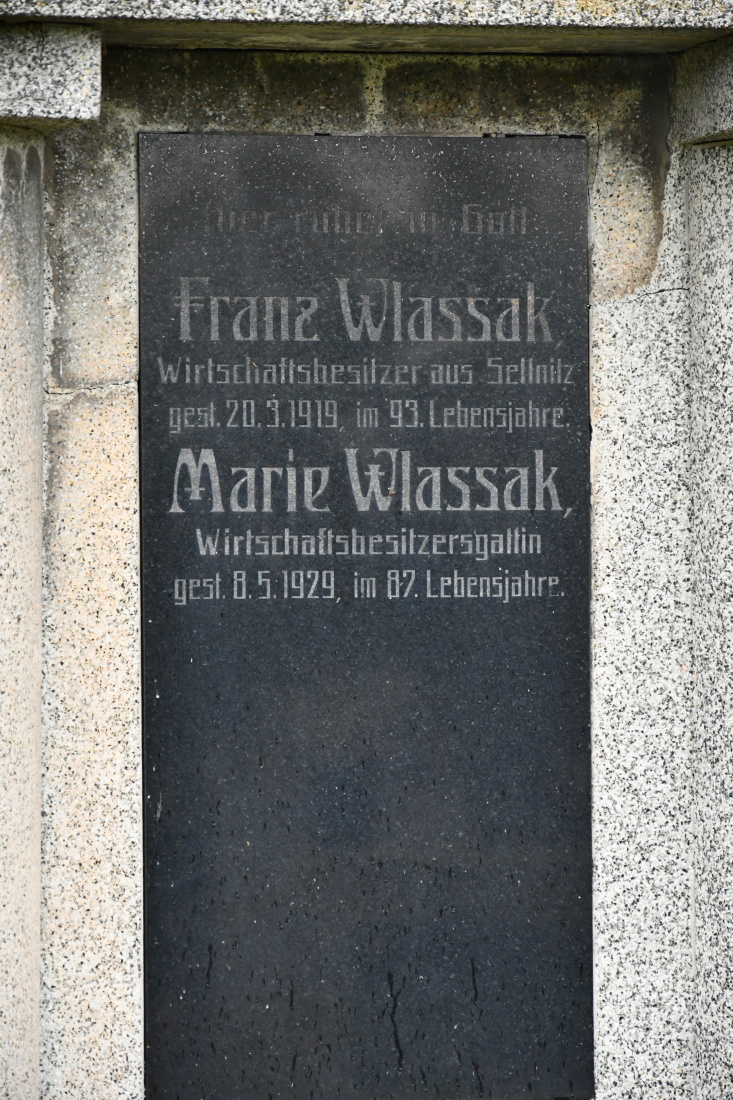 Hier ruhet in Gott
Franz Wlassak,
Wirtschaftsbesitzer aus Sellnitz
gest. 20.3.1919, im 93. Lebensjahre.
Marie Wlassak,
Wirtschaftsbesitzersgattin
gest. 8.5.1929, im 87. Lebensjahre.